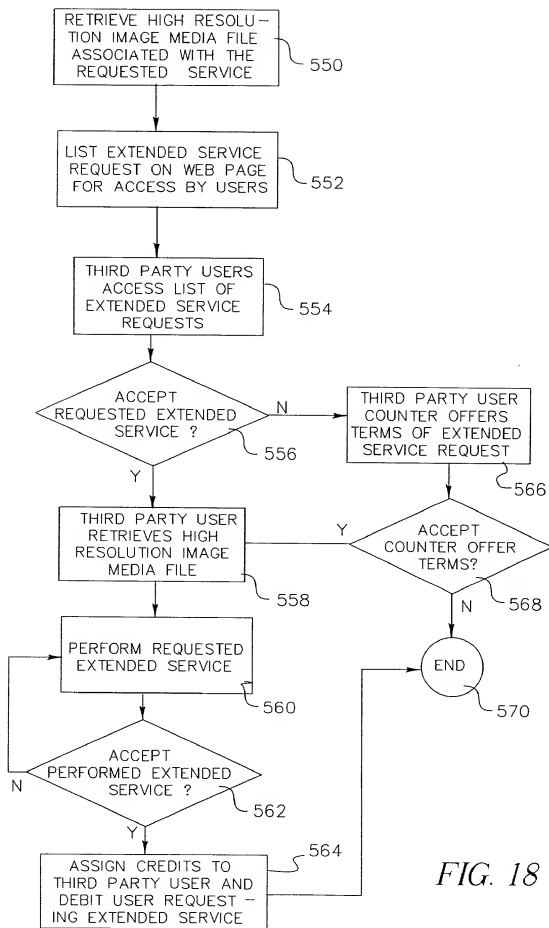 RETRIEVE HIGH RESOLU-
TION IMAGE MEDIA FILE
ASSOCIATED WITH THE
REQUESTED SERVICE
550
LIST EXTENDED SERVICE
REQUEST ON WEB PAGE
FOR ACCESS BY USERS
552
THIRD PARTY USERS
ACCESS LIST OF
EXTENDED SERVICE
REQUESTS
554
ACCEPT
REQUESTED EXTENDED
SERVICE ?
556
N
Y
THIRD PARTY USER
COUNTER OFFERS
TERMS OF EXTENDED
SERVICE REQUEST
566
THIRD PARTY USER
RETRIEVES HIGH
RESOLUTION IMAGE
MEDIA FILE
558
Y
ACCEPT
COUNTER OFFER
TERMS?
568
N
PERFORM REQUESTED
EXTENDED SERVICE
560
END
570
ACCEPT
PERFORMED EXTENDED
SERVICE ?
562
N
Y
ASSIGN CREDITS TO
THIRD PARTY USER AND
DEBIT USER REQUEST -
ING EXTENDED SERVICE
564
FIG. 18